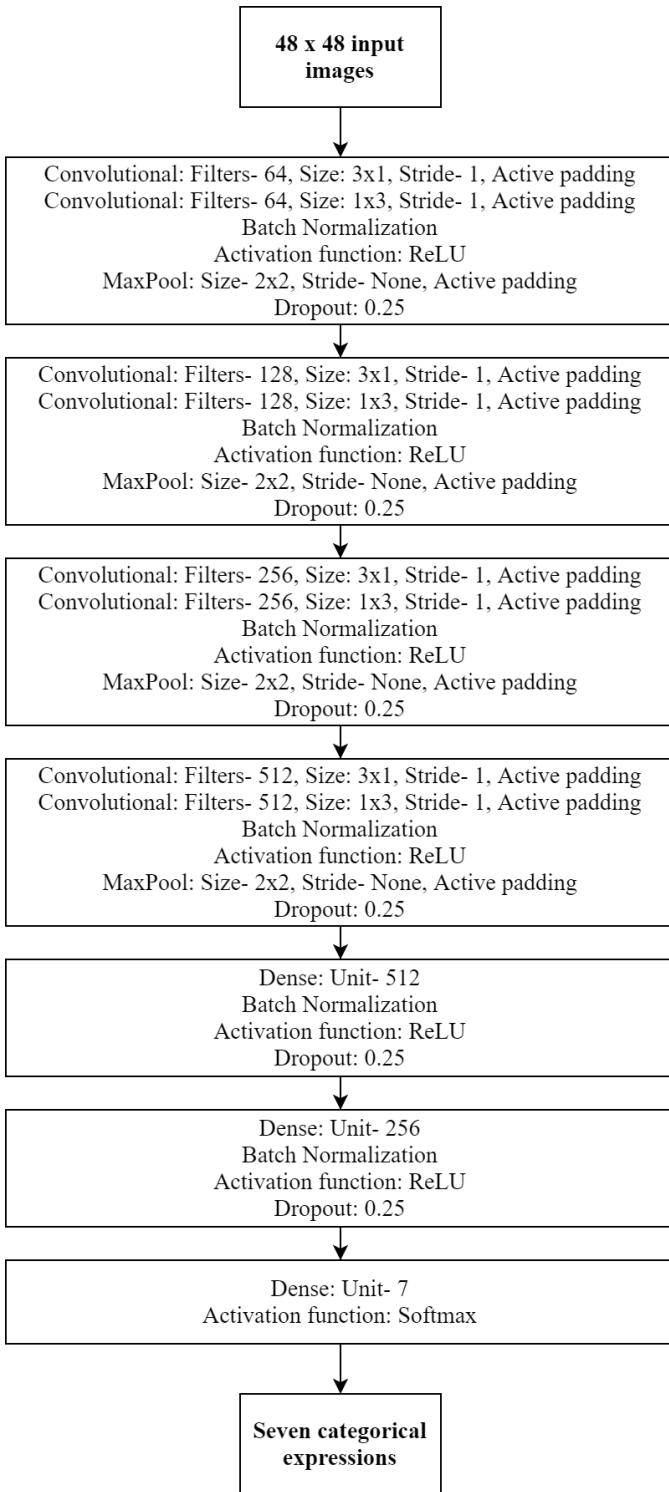 48 x 48 input
images
Convolutional: Filters- 64, Size: 3x1, Stride- 1, Active padding
Convolutional: Filters- 64, Size: 1x3, Stride- 1, Active padding
Batch Normalization
Activation function: ReLU
MaxPool: Size- 2x2, Stride- None, Active padding
Dropout: 0.25
Convolutional: Filters- 128, Size: 3x1, Stride- 1, Active padding
Convolutional: Filters- 128, Size: 1x3, Stride- 1, Active padding
Batch Normalization
Activation function: ReLU
MaxPool: Size- 2x2, Stride- None, Active padding
Dropout: 0.25
Convolutional: Filters- 256, Size: 3x1, Stride- 1, Active padding
Convolutional: Filters- 256, Size: 1x3, Stride- 1, Active padding
Batch Normalization
Activation function: ReLU
MaxPool: Size- 2x2, Stride- None, Active padding
Dropout: 0.25
Convolutional: Filters- 512, Size: 3x1, Stride- 1, Active padding
Convolutional: Filters- 512, Size: 1x3, Stride- 1, Active padding
Batch Normalization
Activation function: ReLU
MaxPool: Size- 2x2, Stride- None, Active padding
Dropout: 0.25
Dense: Unit- 512
Batch Normalization
Activation function: ReLU
Dropout: 0.25
Dense: Unit- 256
Batch Normalization
Activation function: ReLU
Dropout: 0.25
Dense: Unit- 7
Activation function: Softmax
Seven categorical
expressions